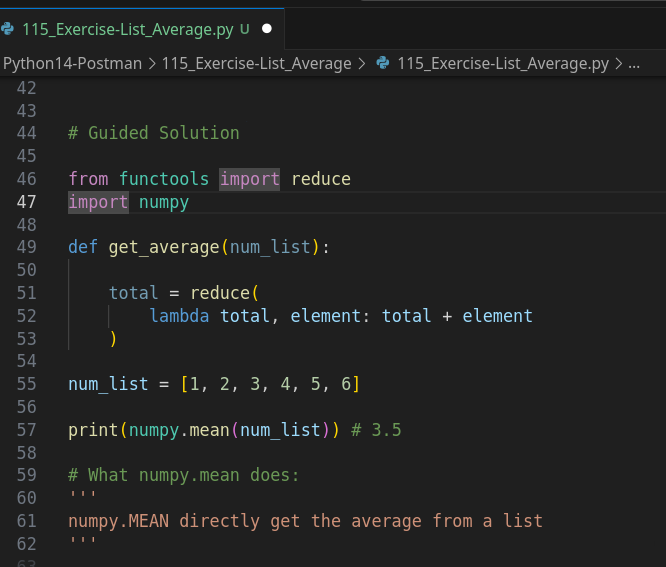 115_Exercise-List_Average.py U
Python14-Postman > 115_Exercise-List_Average > 115_Exercise-List_Average.py > ...
42
43
44 # Guided Solution
45
46 from functools import reduce
47 import numpy
48
49 def get_average(num_list):
50
51 total = reduce(
52 lambda total, element: total + element
53 )
54
55 num_list = [1, 2, 3, 4, 5, 6]
56
57 print(numpy.mean(num_list)) # 3.5
58
59 # What numpy.mean does:
60 '''
61 numpy.MEAN directly get the average from a list
62 '''
63